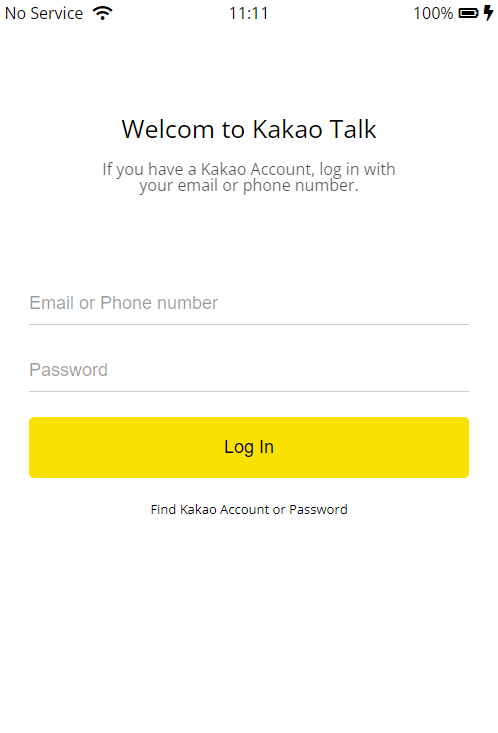 No Service 11:11 100%
Welcom to Kakao Talk
If you have a Kakao Account, log in with
your email or phone number.
Email or Phone number
Password
Log In
Find Kakao Account or Password